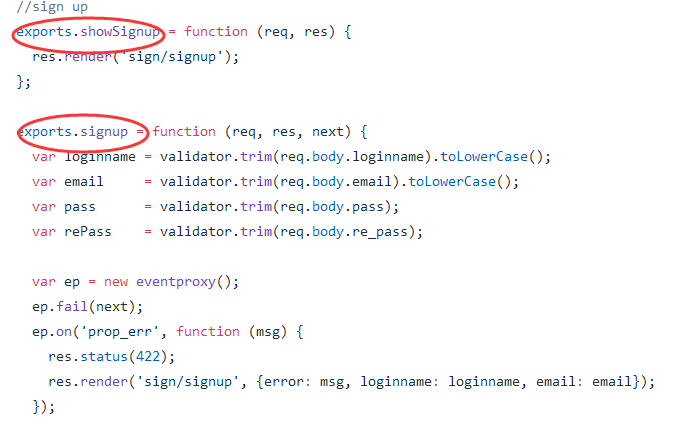 //sign up
exports.showSignup = function (req, res) {
  res.render('sign/signup');
};

exports.signup = function (req, res, next) {
  var loginname = validator.trim(req.body.loginname).toLowerCase();
  var email     = validator.trim(req.body.email).toLowerCase();
  var pass      = validator.trim(req.body.pass);
  var rePass    = validator.trim(req.body.re_pass);

  var ep = new eventproxy();
  ep.fail(next);
  ep.on('prop_err', function (msg) {
    res.status(422);
    res.render('sign/signup', {error: msg, loginname: loginname, email: email});
  });